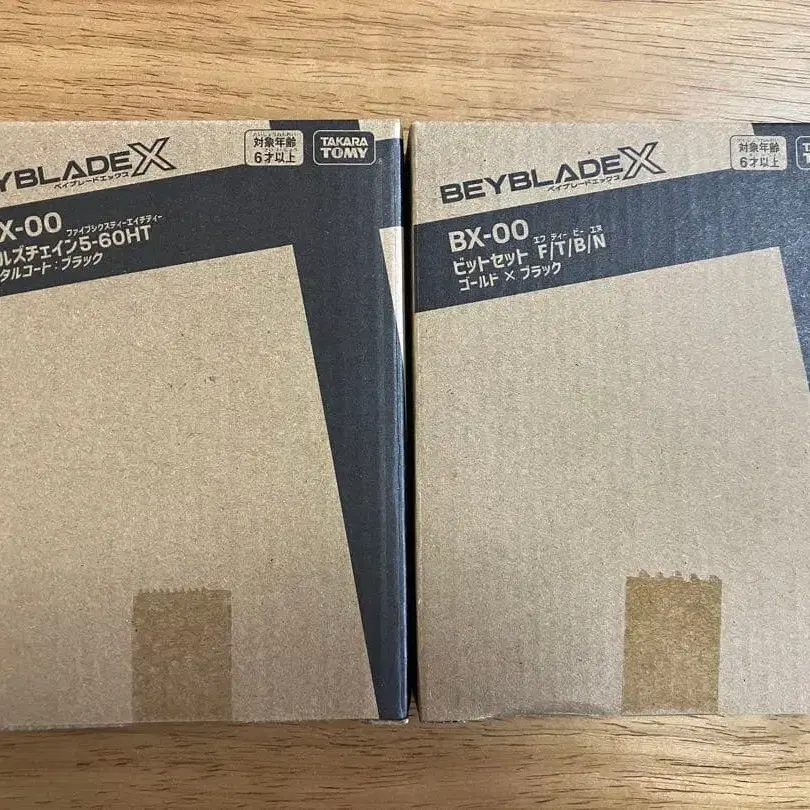 YBLADE X
ベイブレードエックス
対象年齢
6才以上
TAKARA
TOMY
X-00
ファイブシックスティーエイチティー
ルズチェイン5-60HT
タルコート:ブラック
BEYBLADE X
ベイブレードエックス
対象年齢
6才以上
BX-00
エフ ティー ビー エヌ
ビットセット F/T/B/N
ゴールド × ブラック